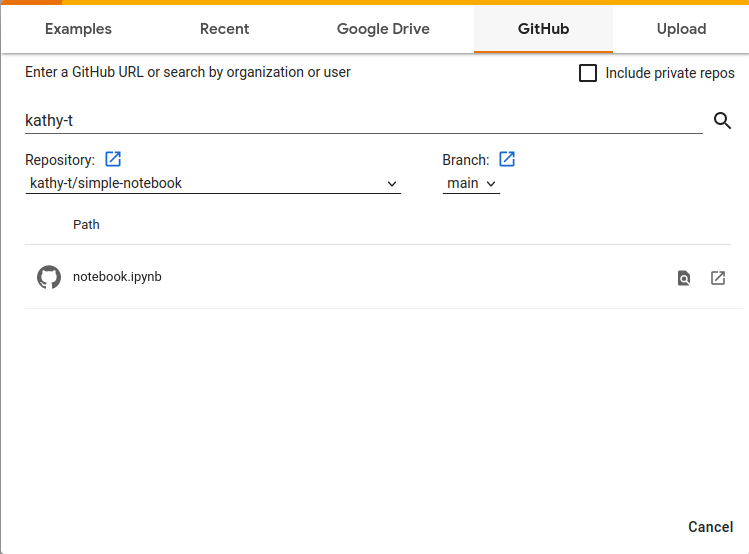 Examples Recent Google Drive GitHub Upload
Enter a GitHub URL or search by organization or user Include private repos
kathy-t
Repository: Branch:
kathy-t/simple-notebook main
Path
notebook.ipynb
Cancel